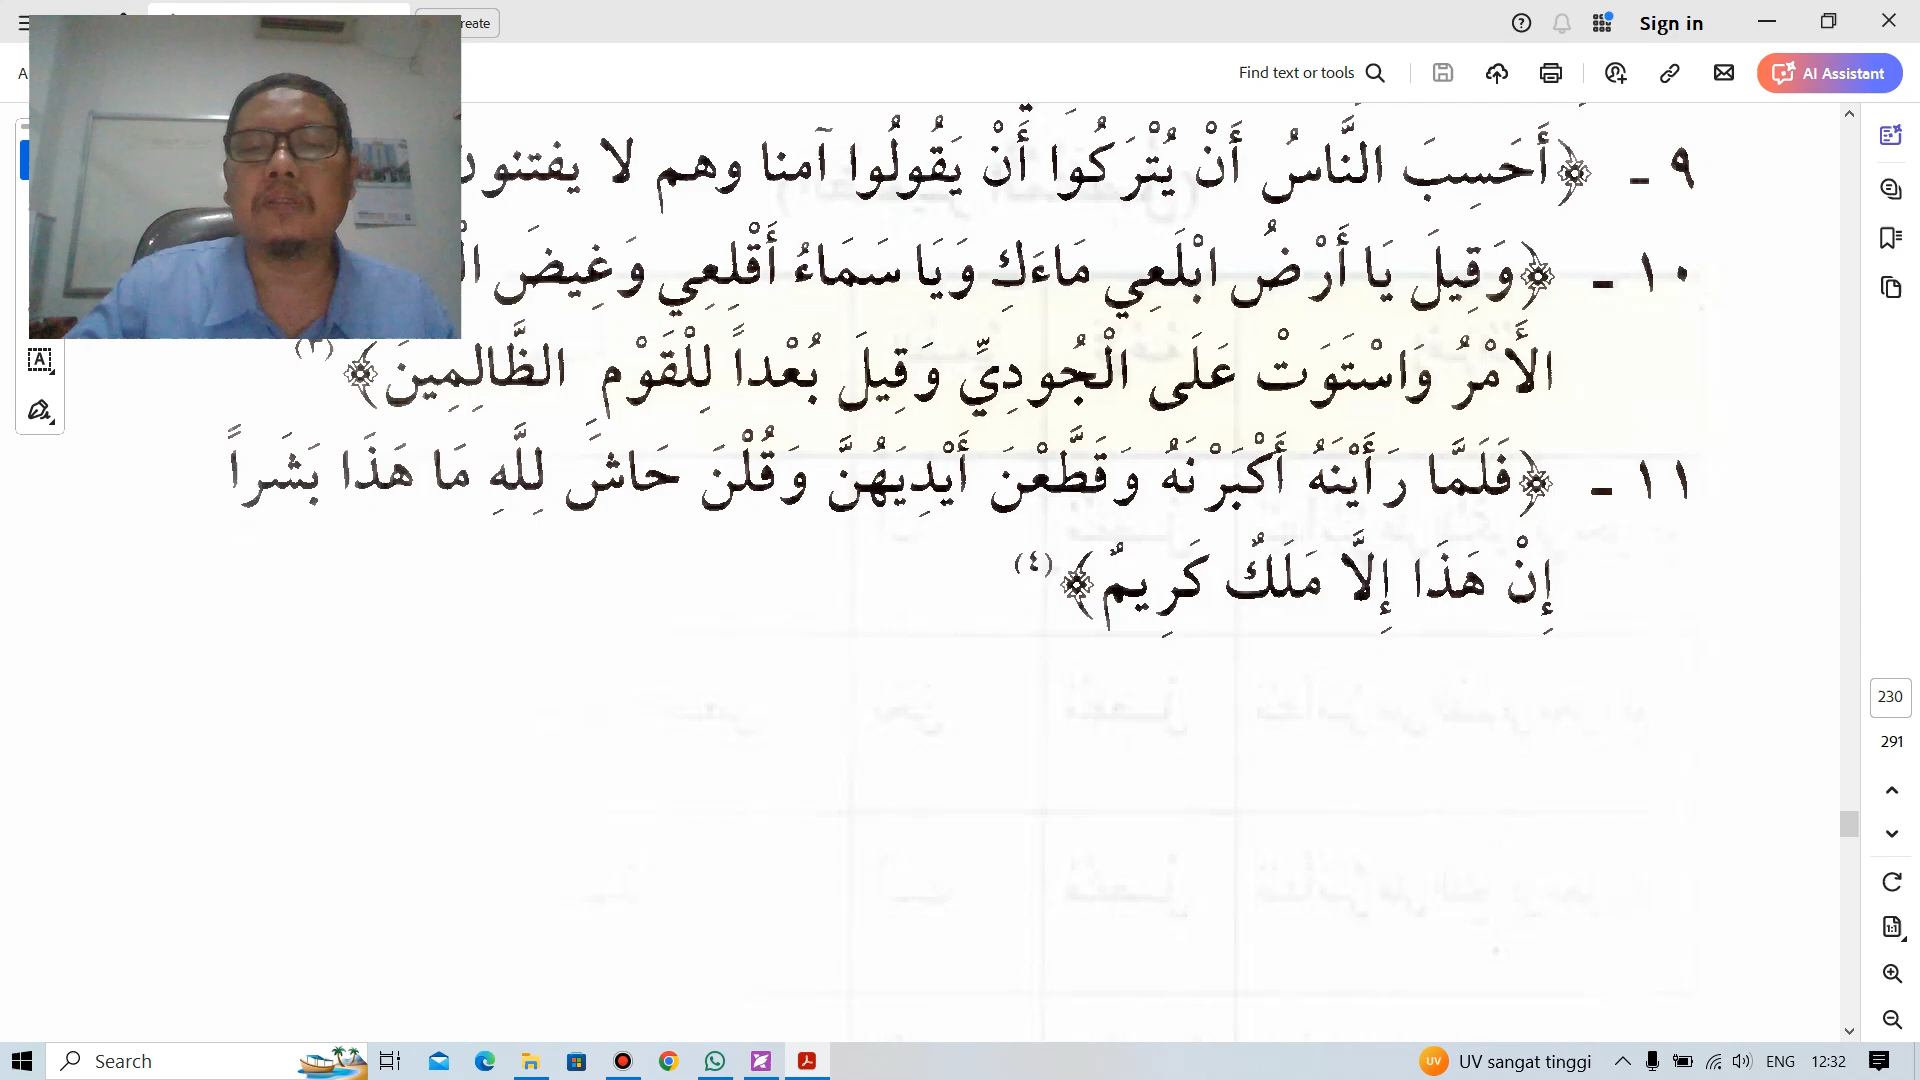 Create
Sign in
A
Find text or tools
AI Assistant
٩ ـ ﴿أَحَسِبَ النَّاسُ أَنْ يُتْرَكُوا أَنْ يَقُولُوا آمنا وهم لا يفتنون
١٠ ـ ﴿وَقِيلَ يَا أَرْضُ ابْلَعِي مَاءَكِ وَيَا سَمَاءُ أَقْلِعِي وَغِيضَ
الأَمْرُ وَاسْتَوَتْ عَلَى الْجُودِيِّ وَقِيلَ بُعْداً لِلْقَوْمِ الظَّالِمِينَ﴾(٣)
١١ ـ ﴿فَلَمَّا رَأَيْنَهُ أَكْبَرْنَهُ وَقَطَّعْنَ أَيْدِيَهُنَّ وَقُلْنَ حَاشَ لِلَّهِ مَا هَذَا بَشَراً
إِنْ هَذَا إِلَّا مَلَكٌ كَرِيمٌ﴾(٤)
230
291
Search
UV
UV sangat tinggi
ENG
12:32